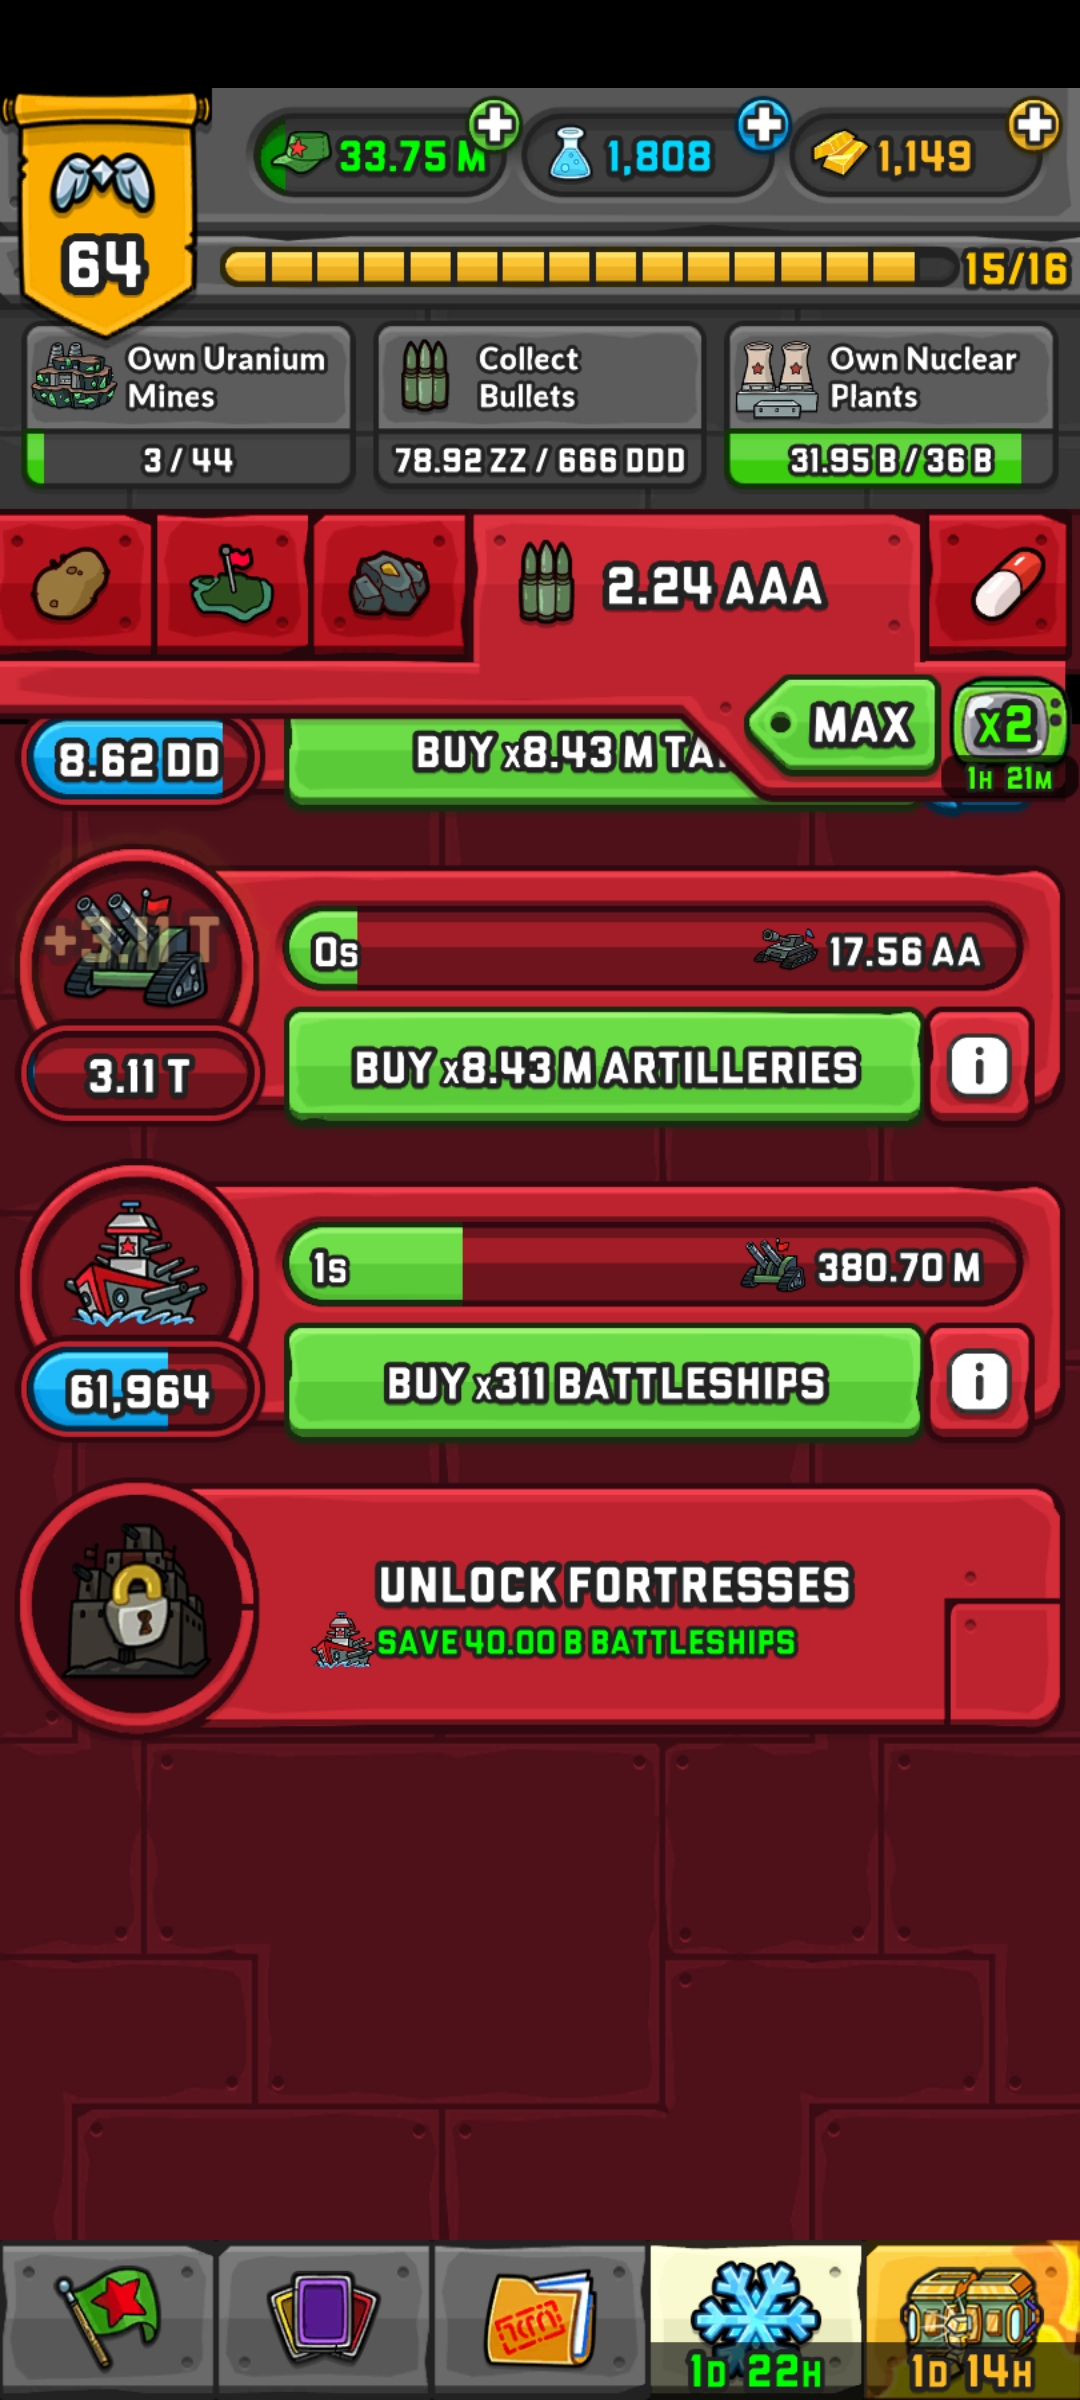 33.75 M
1,808
1,149
64
15/16
Own Uranium
Mines
3 / 44
Collect
Bullets
78.92 ZZ / 666 DDD
Own Nuclear
Plants
31.95 B / 36 B
2.24 AAA
MAX
X2
1H 21M
8.62 DD
BUY x8.43 M TA
+3.11 T
0s
17.56 AA
3.11 T
BUY x8.43 M ARTILLERIES
i
1s
380.70 M
61,964
BUY x311 BATTLESHIPS
i
UNLOCK FORTRESSES
SAVE 40.00 B BATTLESHIPS
1D 22H
1D 14H